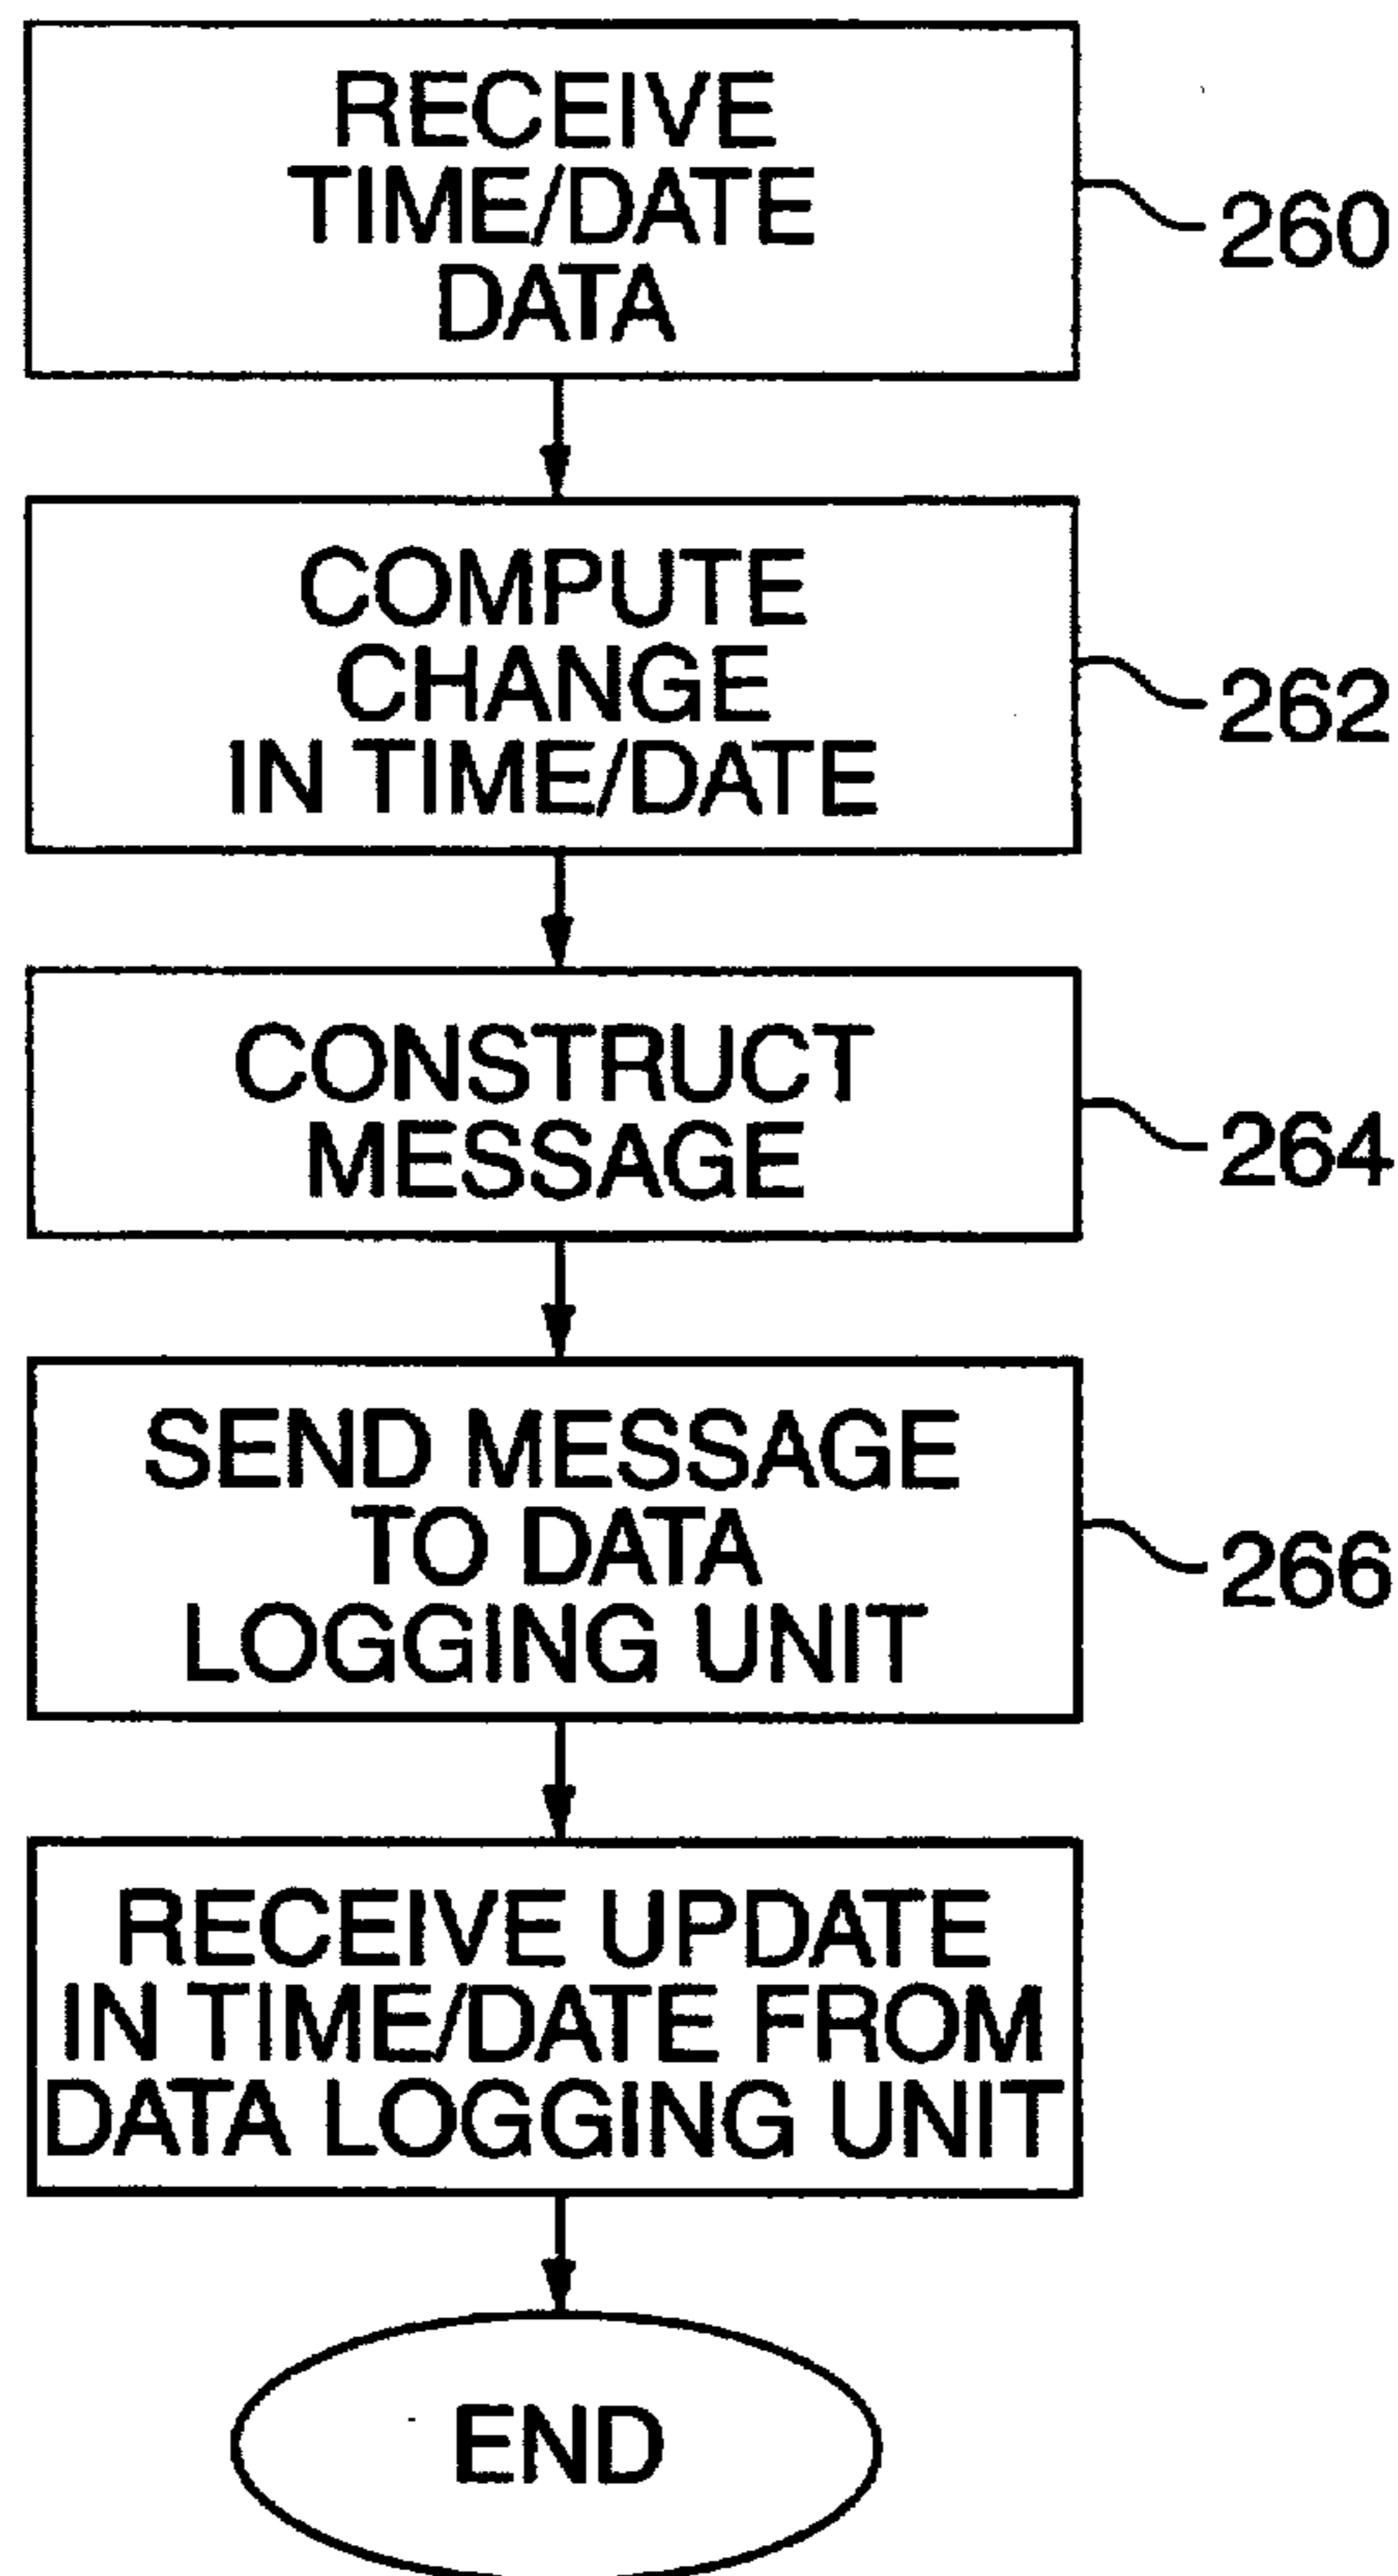 RECEIVE
TIME/DATE
DATA
260
COMPUTE
CHANGE
IN TIME/DATE
262
CONSTRUCT
MESSAGE
264
SEND MESSAGE
TO DATA
LOGGING UNIT
266
RECEIVE UPDATE
IN TIME/DATE FROM
DATA LOGGING UNIT
END